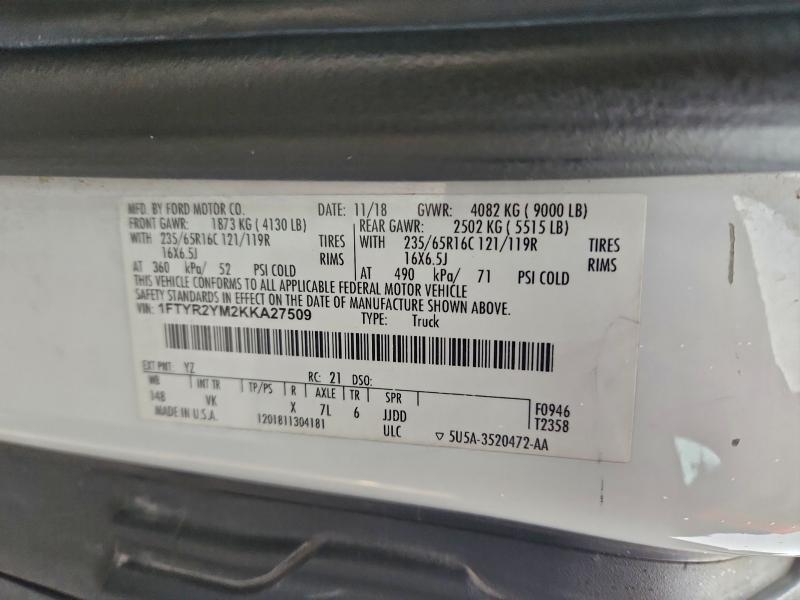 MFD. BY FORD MOTOR CO. DATE: 11/18 GVWR: 4082 KG ( 9000 LB)
FRONT GAWR: 1873 KG ( 4130 LB) REAR GAWR: 2502 KG ( 5515 LB)
WITH 235/65R16C 121/119R TIRES WITH 235/65R16C 121/119R TIRES
16X6.5J RIMS 16X6.5J RIMS
AT 360 kPa/ 52 PSI COLD AT 490 kPa/ 71 PSI COLD
THIS VEHICLE CONFORMS TO ALL APPLICABLE FEDERAL MOTOR VEHICLE
SAFETY STANDARDS IN EFFECT ON THE DATE OF MANUFACTURE SHOWN ABOVE.
VIN: 1FTYR2YM2KKA27509 TYPE: Truck
EXT PNT: YZ RC: 21 DSO:
WB INT TR TP/PS R AXLE TR SPR
148 VK X 7L 6 JJDD F0946
MADE IN U.S.A. 1201811304181 ULC T2358
5U5A-3520472-AA